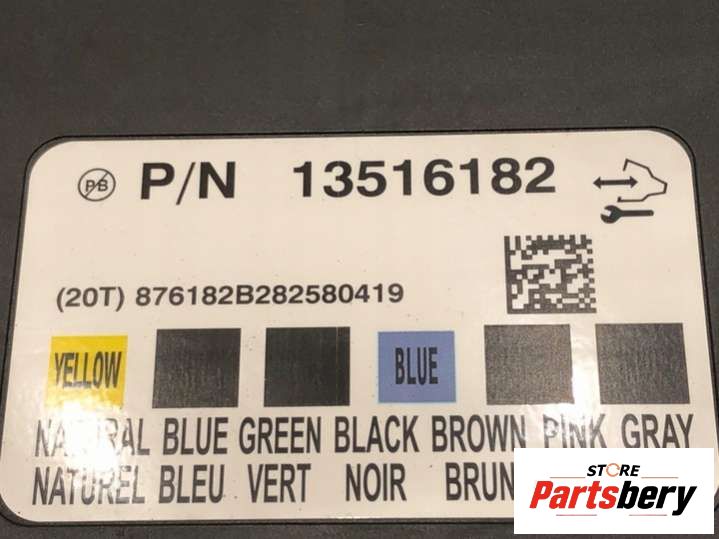 PB P/N 13516182
(20T) 876182B282580419
YELLOW BLUE
NATURAL BLUE GREEN BLACK BROWN PINK GRAY
NATUREL BLEU VERT NOIR BRUN
STORE
Partsbery